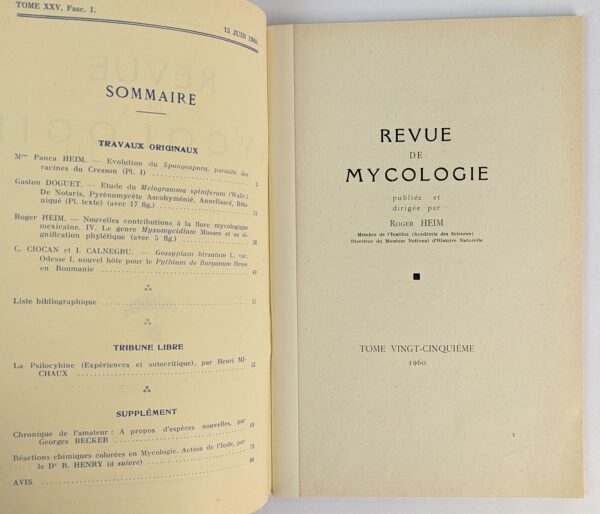 TOME XXV, Fasc. 1.
15 JUIN 1960.
SOMMAIRE
TRAVAUX ORIGINAUX
Mme Panca HEIM. — Evolution du Spongospora, parasite des
racines du Cresson (Pl. I)
Gaston DOGUET. — Etude du Melogramma spiniferum (Wallr.)
De Notaris, Pyrénomycète Ascohyménié, Annellascé, Bitu-
niqué (Pl. texte) (avec 17 fig.)
Roger HEIM. — Nouvelles contributions à la flore mycologique
mexicaine. IV. Le genre Myxomycidium Massee et sa si-
gnification phylétique (avec 5 fig.)
C. CIOCAN et I. CALNEGRU. — Gossypium hirsutum L. var.
Odesse I, nouvel hôte pour le Pythium de Baryanum Hesse
en Roumanie
Liste bibliographique
TRIBUNE LIBRE
La Psilocybine (Expériences et autocritique), par Henri MI-
CHAUX
SUPPLÉMENT
Chronique de l'amateur : A propos d'espèces nouvelles, par
Georges BECKER
Réactions chimiques colorées en Mycologie. Action de l'Iode, par
le Dr R. HENRY (à suivre)
AVIS
REVUE
DE
MYCOLOGIE
publiée et
dirigée par
ROGER HEIM
Membre de l'Institut (Académie des Sciences)
Directeur du Museum National d'Histoire Naturelle
TOME VINGT-CINQUIÈME
1960